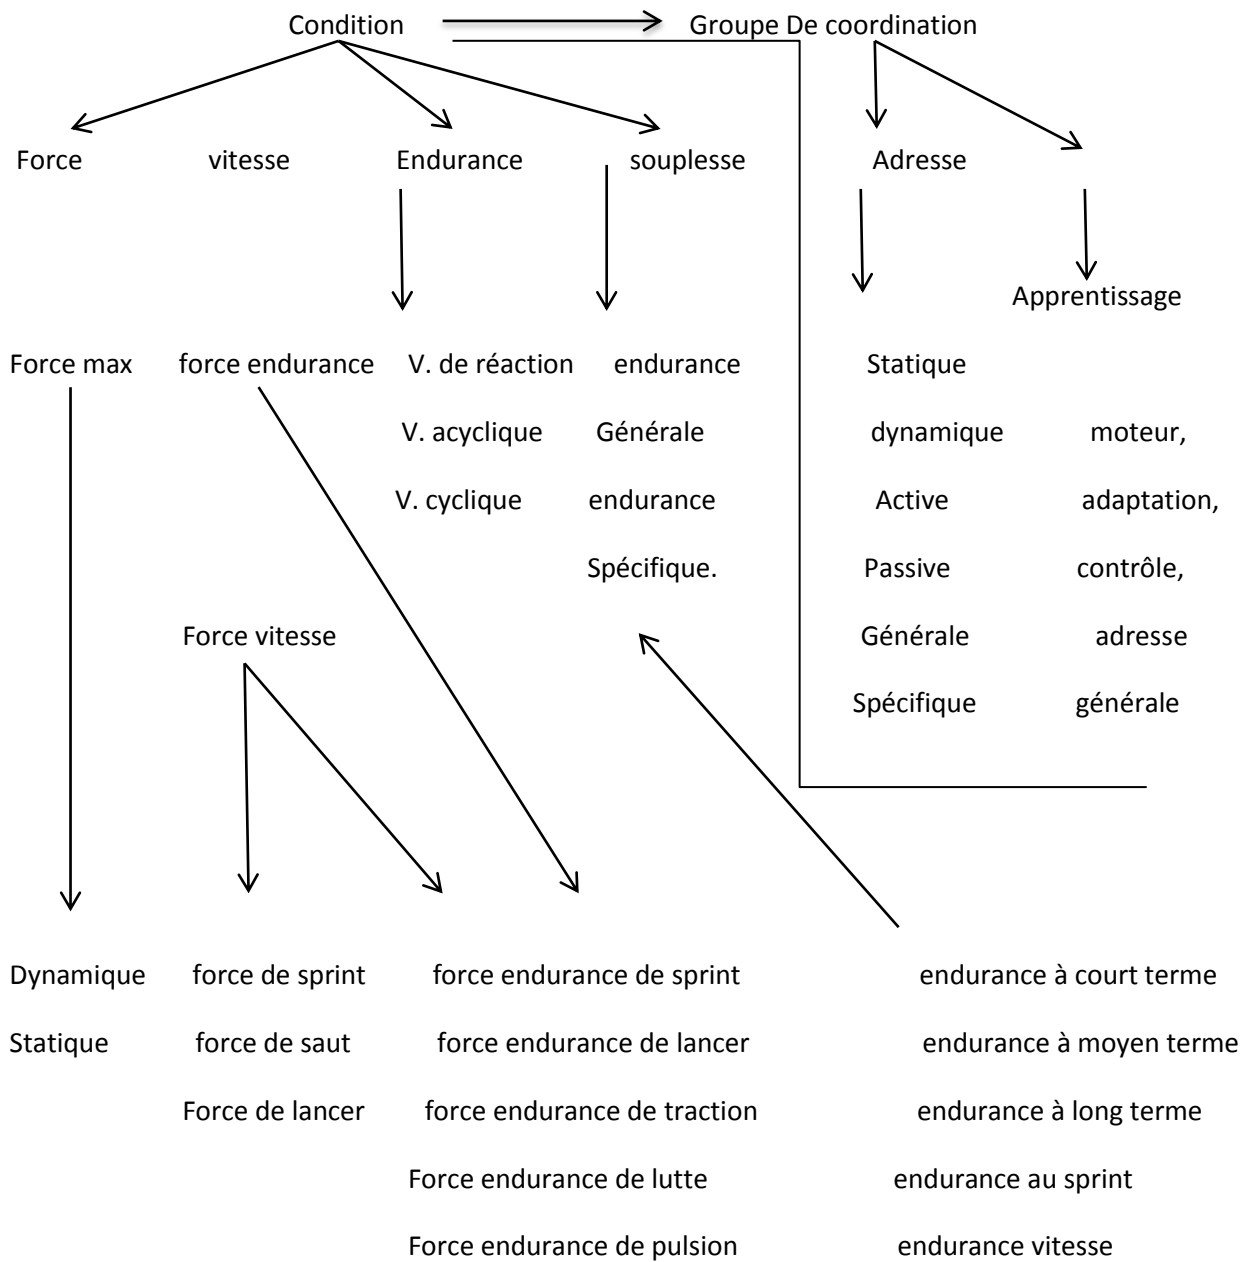 Condition Groupe De coordination
Force vitesse Endurance souplesse Adresse
Apprentissage
Force max force endurance V. de réaction endurance Statique
V. acyclique Générale dynamique moteur,
V. cyclique endurance Active adaptation,
Spécifique. Passive contrôle,
Force vitesse Générale adresse
Spécifique générale
Dynamique force de sprint force endurance de sprint endurance à court terme
Statique force de saut force endurance de lancer endurance à moyen terme
Force de lancer force endurance de traction endurance à long terme
Force endurance de lutte endurance au sprint
Force endurance de pulsion endurance vitesse